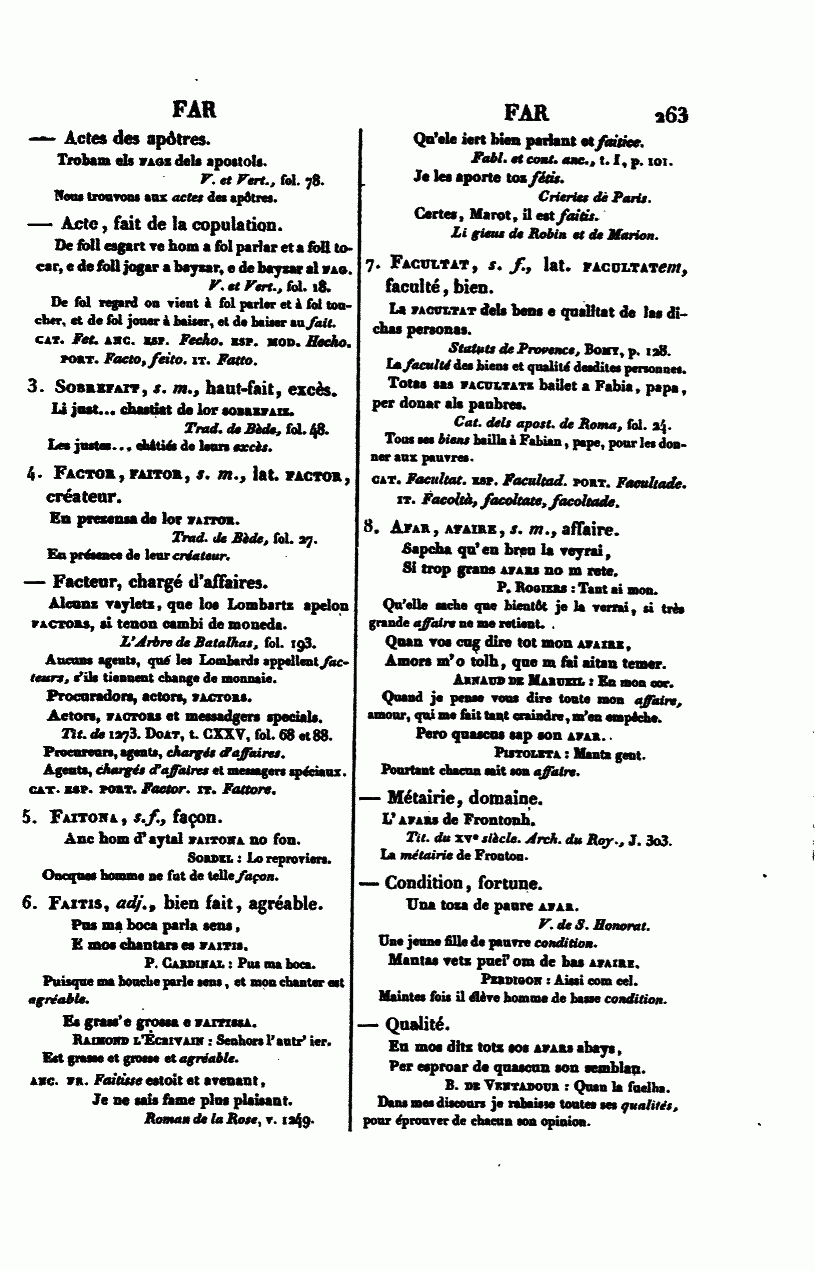 FAR
— Actes des apôtres.
Trobam els FAGZ dels apostols.
V. et Vert., fol. 78.
Nous trouvons aux actes des apôtres.
— Acte, fait de la copulation.
De foll esgart ve hom a fol parlar et a foll to-
car, e de foll jogar a bayzar, e de bayzar al FAG.
V. et Vert., fol. 18.
De fol regard on vient à fol parler et à fol tou-
cher, et de fol jouer à baiser, et de baiser au fait.
CAT. Fet. ANC. ESP. Fecho. ESP. MOD. Hecho.
PORT. Facto, feito. IT. Fatto.
3. SOBREFAIT, s. m., haut-fait, excès.
Li just... chastiat de lor SOBREFAIZ.
Trad. de Bède, fol. 48.
Les justes... châtiés de leurs excès.
4. FACTOR, FAITOR, s. m., lat. FACTOR,
créateur.
En prezensa de lor FAITOR.
Trad. de Bède, fol. 27.
En présence de leur créateur.
— Facteur, chargé d'affaires.
Alcuns vayletz, que los Lombartz apelon
FACTORS, si tenon cambi de moneda.
L'Arbre de Batalhas, fol. 193.
Aucuns agents, qué les Lombards appellent fac-
teurs, s'ils tiennent change de monnaie.
Procuradors, actors, FACTORS.
Actors, FACTORS et messadgers specials.
Tit. de 1273. DOAT, t. CXXV, fol. 68 et 88.
Procureurs, agents, chargés d'affaires.
Agents, chargés d'affaires et messagers spéciaux.
CAT. ESP. PORT. Factor. IT. Fattore.
5. FAITONA, s. f., façon.
Anc hom d'aytal FAITONA no fon.
SORDEL : Lo reproviers.
Oncques homme ne fut de telle façon.
6. FAITIS, adj., bien fait, agréable.
Pus ma boca parla sens,
E mos chantars es FAITIS.
P. CARDINAL : Pus ma boca.
Puisque ma bouche parle sens, et mon chanter est
agréable.
Es grass'e grossa e FAITISSA.
RAIMOND L'ÉCRIVAIN : Senhors l'autr' ier.
Est grasse et grosse et agréable.
ANC. FR. Faitisse estoit et avenant,
Je ne sais fame plus plaisant.
Roman de la Rose, v. 1249.
FAR 263
Qu'ele iert bien parlant et faitice.
Fabl. et cont. anc., t. I, p. 101.
Je les aporte toz fétis.
Crieries de Paris.
Certes, Marot, il est faitis.
Li gieus de Robin et de Marion.
7. FACULTAT, s. f., lat. FACULTATem,
faculté, bien.
La FACULTAT dels bens e qualitat de las di-
chas personas.
Statuts de Provence, BOMY, p. 128.
La faculté des biens et qualité desdites personnes.
Totas sas FACULTATZ bailet a Fabia, papa,
per donar als paubres.
Cat. dels apost. de Roma, fol. 24.
Tous ses biens bailla à Fabian, pape, pour les don-
ner aux pauvres.
CAT. Facultat. ESP. Facultad. PORT. Facultade.
IT. Facoltà, facoltate, facoltade.
8. AFAR, AFAIRE, s. m., affaire.
Sapcha qu'en breu la veyrai,
Si trop grans AFARS no m rete.
P. ROGIERS : Tant ai mon.
Qu'elle sache que bientôt je la verrai, si très
grande affaire ne me retient.
Quan vos cug dire tot mon AFAIRE,
Amors m'o tolh, que m fai aitan temer.
ARNAUD DE MARUEIL : En mon cor.
Quand je pense vous dire toute mon affaire,
amour, qui me fait tant craindre, m'en empêche.
Pero quascus sap son AFAR.
PISTOLETA : Manta gent.
Pourtant chacun sait son affaire.
— Métairie, domaine.
L'AFARS de Frontonh.
Tit. du XVe siècle. Arch. du Roy., J. 303.
La métairie de Fronton.
— Condition, fortune.
Una toza de paure AFAR.
V. de S. Honorat.
Une jeune fille de pauvre condition.
Mantas vetz pueι' om de bas AFAIRE.
PERDIGON : Aissi com cel.
Maintes fois il élève homme de basse condition.
— Qualité.
En mos ditz totz sos AFARS abays,
Per esproar de quascun son semblan.
B. DE VENTADOUR : Quan la fuelha.
Dans mes discours je rabaisse toutes ses qualités,
pour éprouver de chacun son opinion.